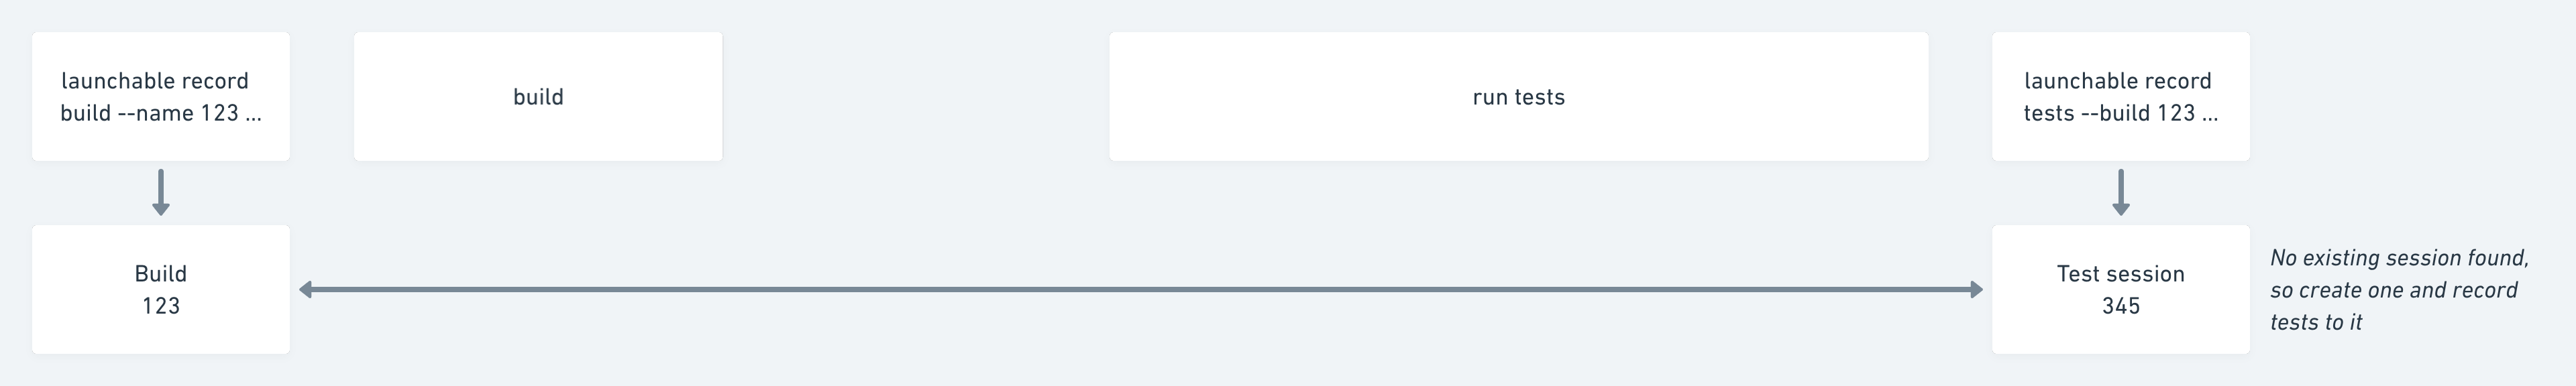 launchable record
build --name 123 ...
build
run tests
launchable record
tests --build 123 ...
Build
123
Test session
345
No existing session found,
so create one and record
tests to it